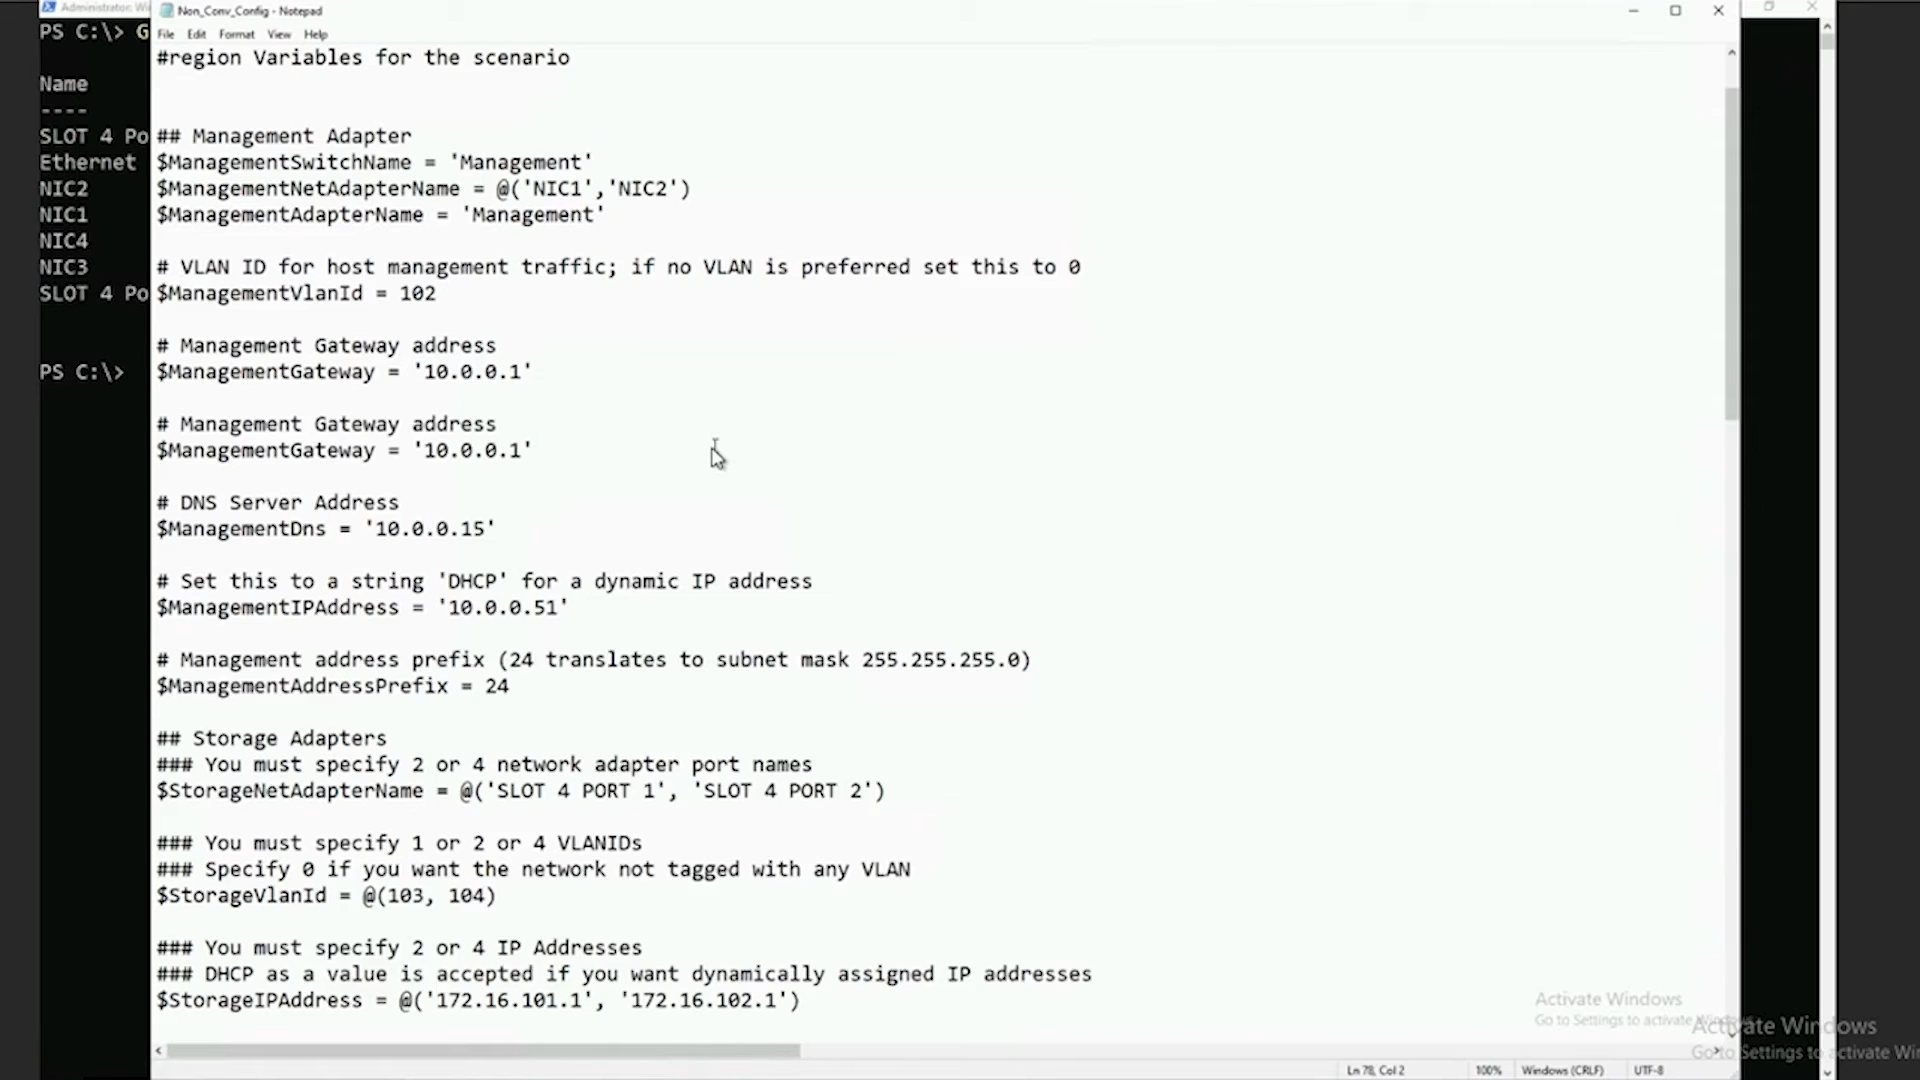 Administrator: Wi
Non_Conv_Config - Notepad
File Edit Format View Help
PS C:\> G
Name
----
SLOT 4 Po
Ethernet
NIC2
NIC1
NIC4
NIC3
SLOT 4 Po
PS C:\>
#region Variables for the scenario
## Management Adapter
$ManagementSwitchName = 'Management'
$ManagementNetAdapterName = @('NIC1','NIC2')
$ManagementAdapterName = 'Management'
# VLAN ID for host management traffic; if no VLAN is preferred set this to 0
$ManagementVlanId = 102
# Management Gateway address
$ManagementGateway = '10.0.0.1'
# Management Gateway address
$ManagementGateway = '10.0.0.1'
# DNS Server Address
$ManagementDns = '10.0.0.15'
# Set this to a string 'DHCP' for a dynamic IP address
$ManagementIPAddress = '10.0.0.51'
# Management address prefix (24 translates to subnet mask 255.255.255.0)
$ManagementAddressPrefix = 24
## Storage Adapters
### You must specify 2 or 4 network adapter port names
$StorageNetAdapterName = @('SLOT 4 PORT 1', 'SLOT 4 PORT 2')
### You must specify 1 or 2 or 4 VLANIDs
### Specify 0 if you want the network not tagged with any VLAN
$StorageVlanId = @(103, 104)
### You must specify 2 or 4 IP Addresses
### DHCP as a value is accepted if you want dynamically assigned IP addresses
$StorageIPAddress = @('172.16.101.1', '172.16.102.1')
Activate Windows
Go to Settings to activate
Activate Windows
Go to Settings to activate Wi
Ln 78, Col 2 100% Windows (CRLF) UTF-8